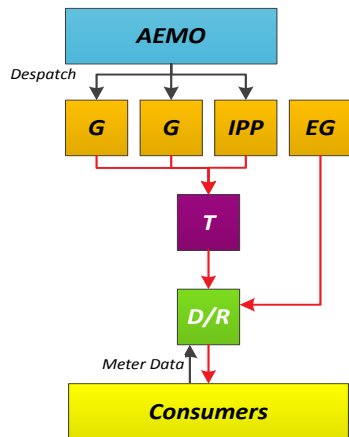 AEMO
Despatch
G
G
IPP
EG
T
D/R
Meter Data
Consumers